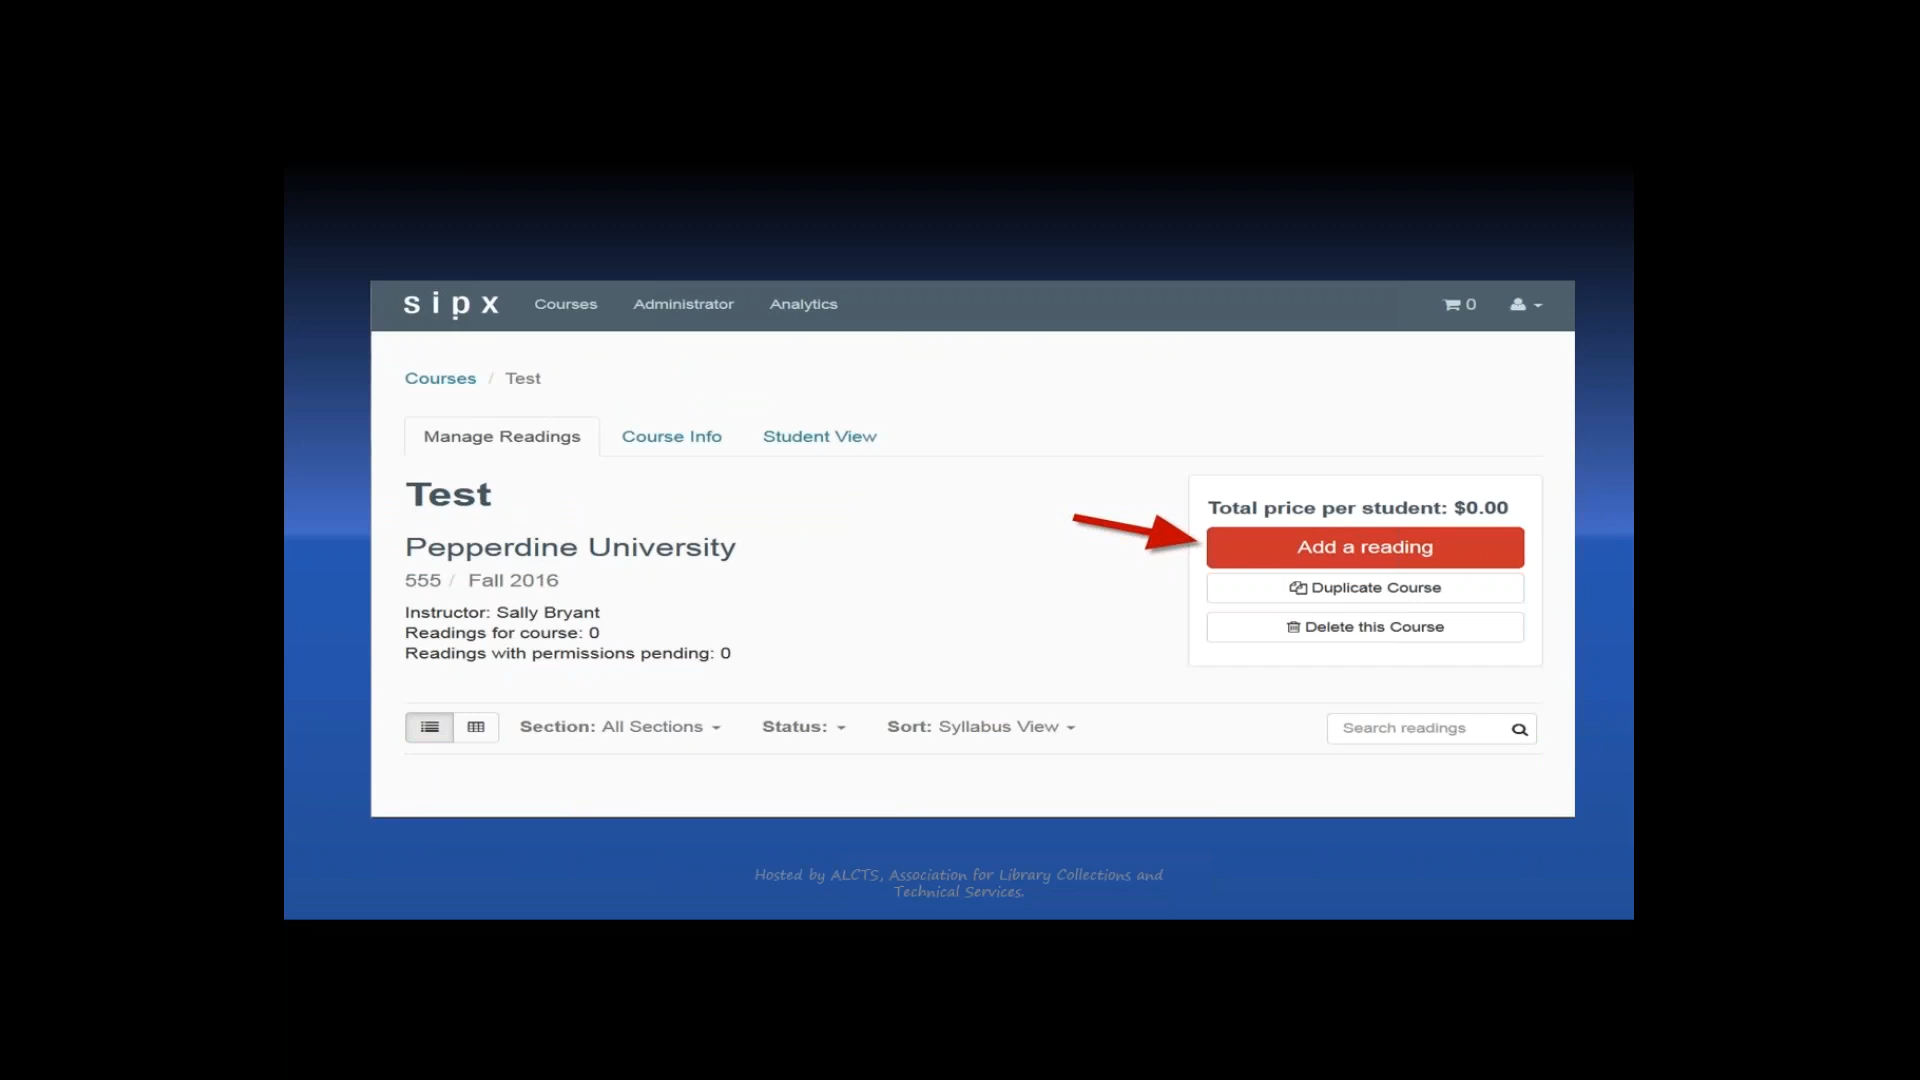 sipx Courses Administrator Analytics 0
Courses / Test
Manage Readings Course Info Student View
Test
Pepperdine University
555 / Fall 2016
Instructor: Sally Bryant
Readings for course: 0
Readings with permissions pending: 0
Total price per student: $0.00
Add a reading
Duplicate Course
Delete this Course
Section: All Sections Status: Sort: Syllabus View Search readings
Hosted by ALCTS, Association for Library Collections and
Technical Services.